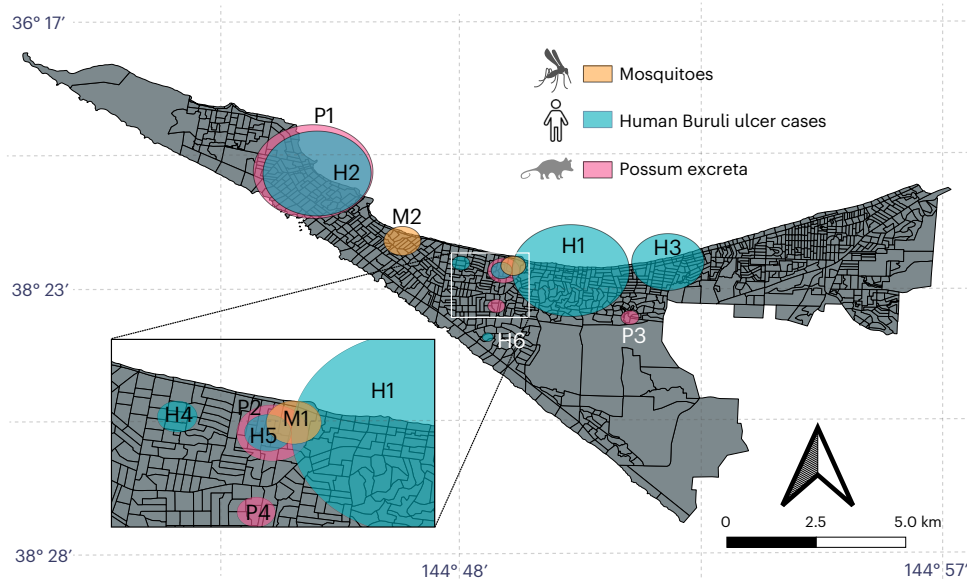 36° 17′
Mosquitoes
P1
Human Buruli ulcer cases
H2
Possum excreta
M2
H1
H3
38° 23′
P3
H6
H1
H4
P2
M1
H5
P4
0
2.5
5.0 km
38° 28′
144° 48′
144° 57′